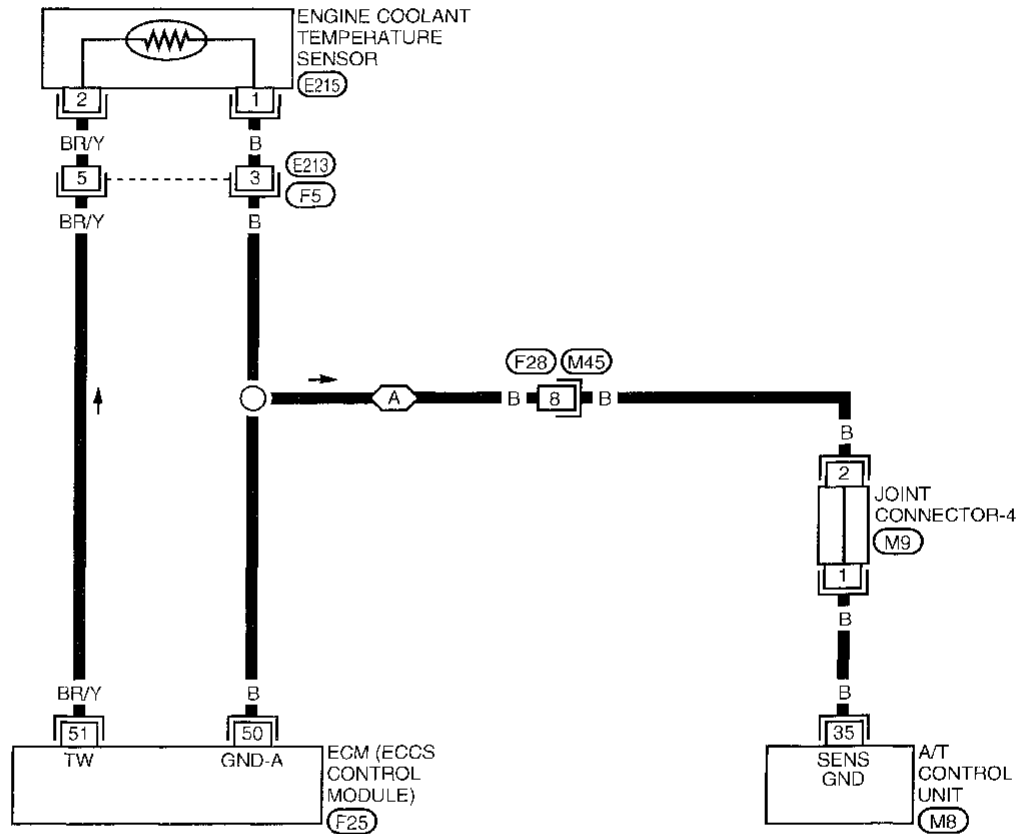 ENGINE COOLANT
TEMPERATURE
SENSOR
E215
2 1
BR/Y B
E213
5 3
F5
BR/Y B
F28 M45
A B 8 B
B
2
JOINT
CONNECTOR-4
M9
1
B
BR/Y B B
51 50 35
TW GND-A
ECM (ECCS
CONTROL
MODULE)
F25
SENS
GND
A/T
CONTROL
UNIT
M8